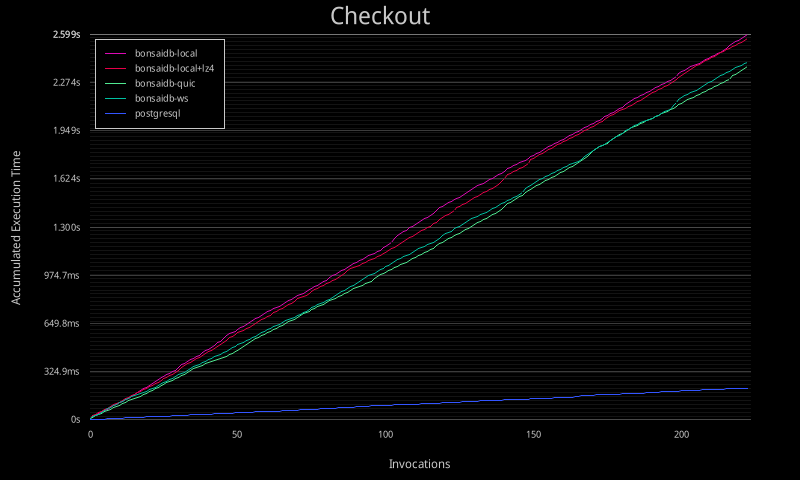 Checkout
2.599s
2.274s
1.949s
1.624s
1.300s
974.7ms
649.8ms
324.9ms
0s
bonsaidb-local
bonsaidb-local+lz4
bonsaidb-quic
bonsaidb-ws
postgresql
Accumulated Execution Time
0 50 100 150 200
Invocations